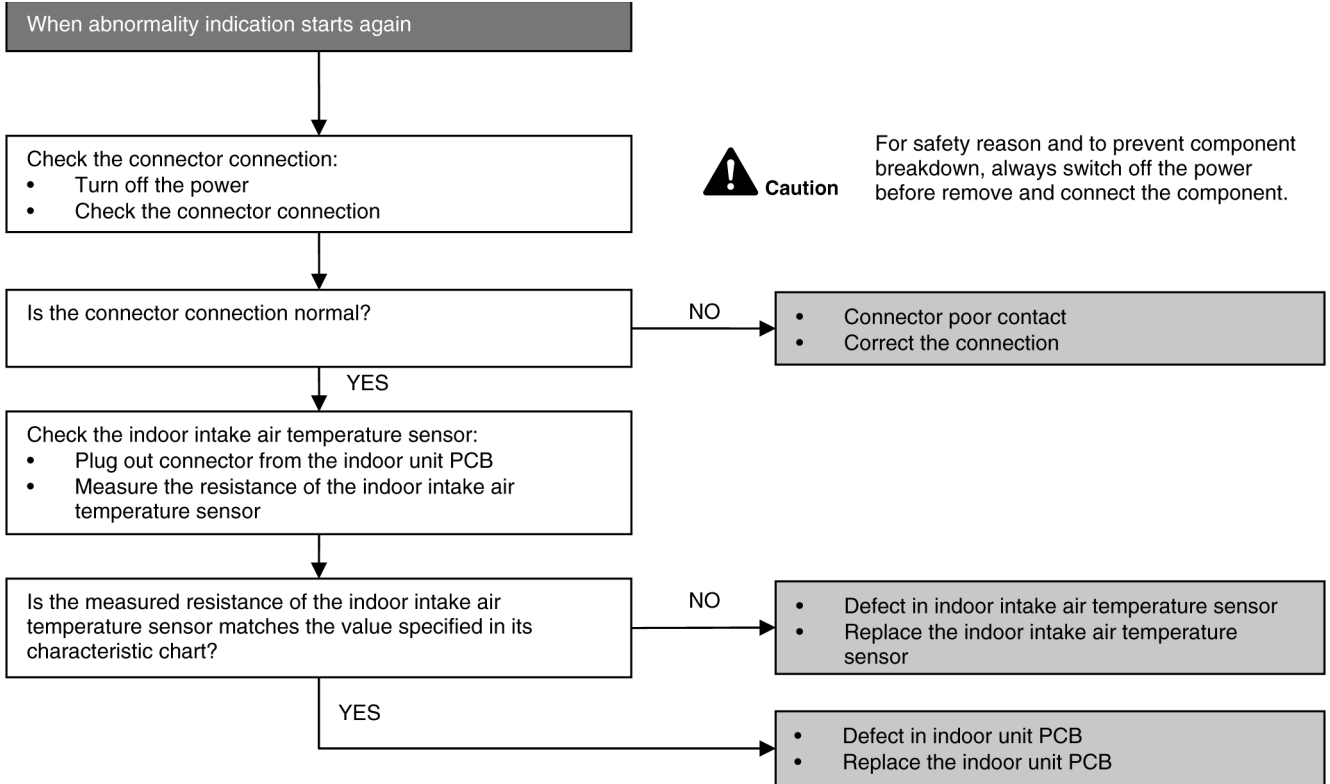 When abnormality indication starts again
Check the connector connection:
• Turn off the power
• Check the connector connection
Caution
For safety reason and to prevent component
breakdown, always switch off the power
before remove and connect the component.
Is the connector connection normal?
NO
• Connector poor contact
• Correct the connection
YES
Check the indoor intake air temperature sensor:
• Plug out connector from the indoor unit PCB
• Measure the resistance of the indoor intake air
temperature sensor
Is the measured resistance of the indoor intake air
temperature sensor matches the value specified in its
characteristic chart?
NO
• Defect in indoor intake air temperature sensor
• Replace the indoor intake air temperature
sensor
YES
• Defect in indoor unit PCB
• Replace the indoor unit PCB